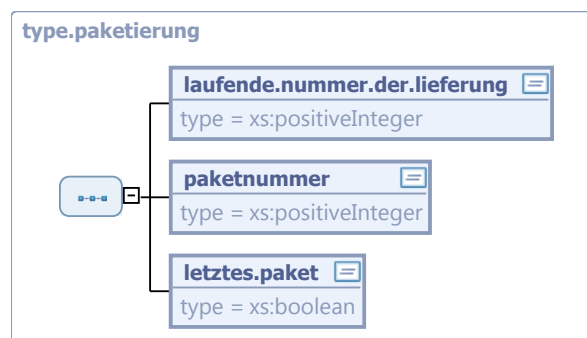 type.paketierung
laufende.nummer.der.lieferung
type = xs:positiveInteger
paketnummer
type = xs:positiveInteger
letztes.paket
type = xs:boolean